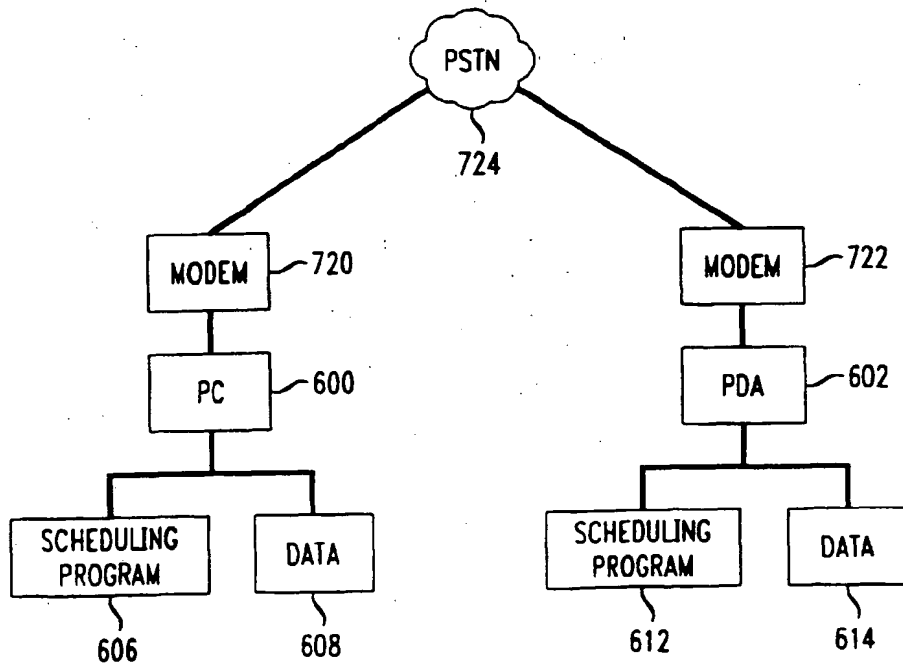 PSTN
724
MODEM
720
MODEM
722
PC
600
PDA
602
SCHEDULING
PROGRAM
DATA
SCHEDULING
PROGRAM
DATA
606
608
612
614